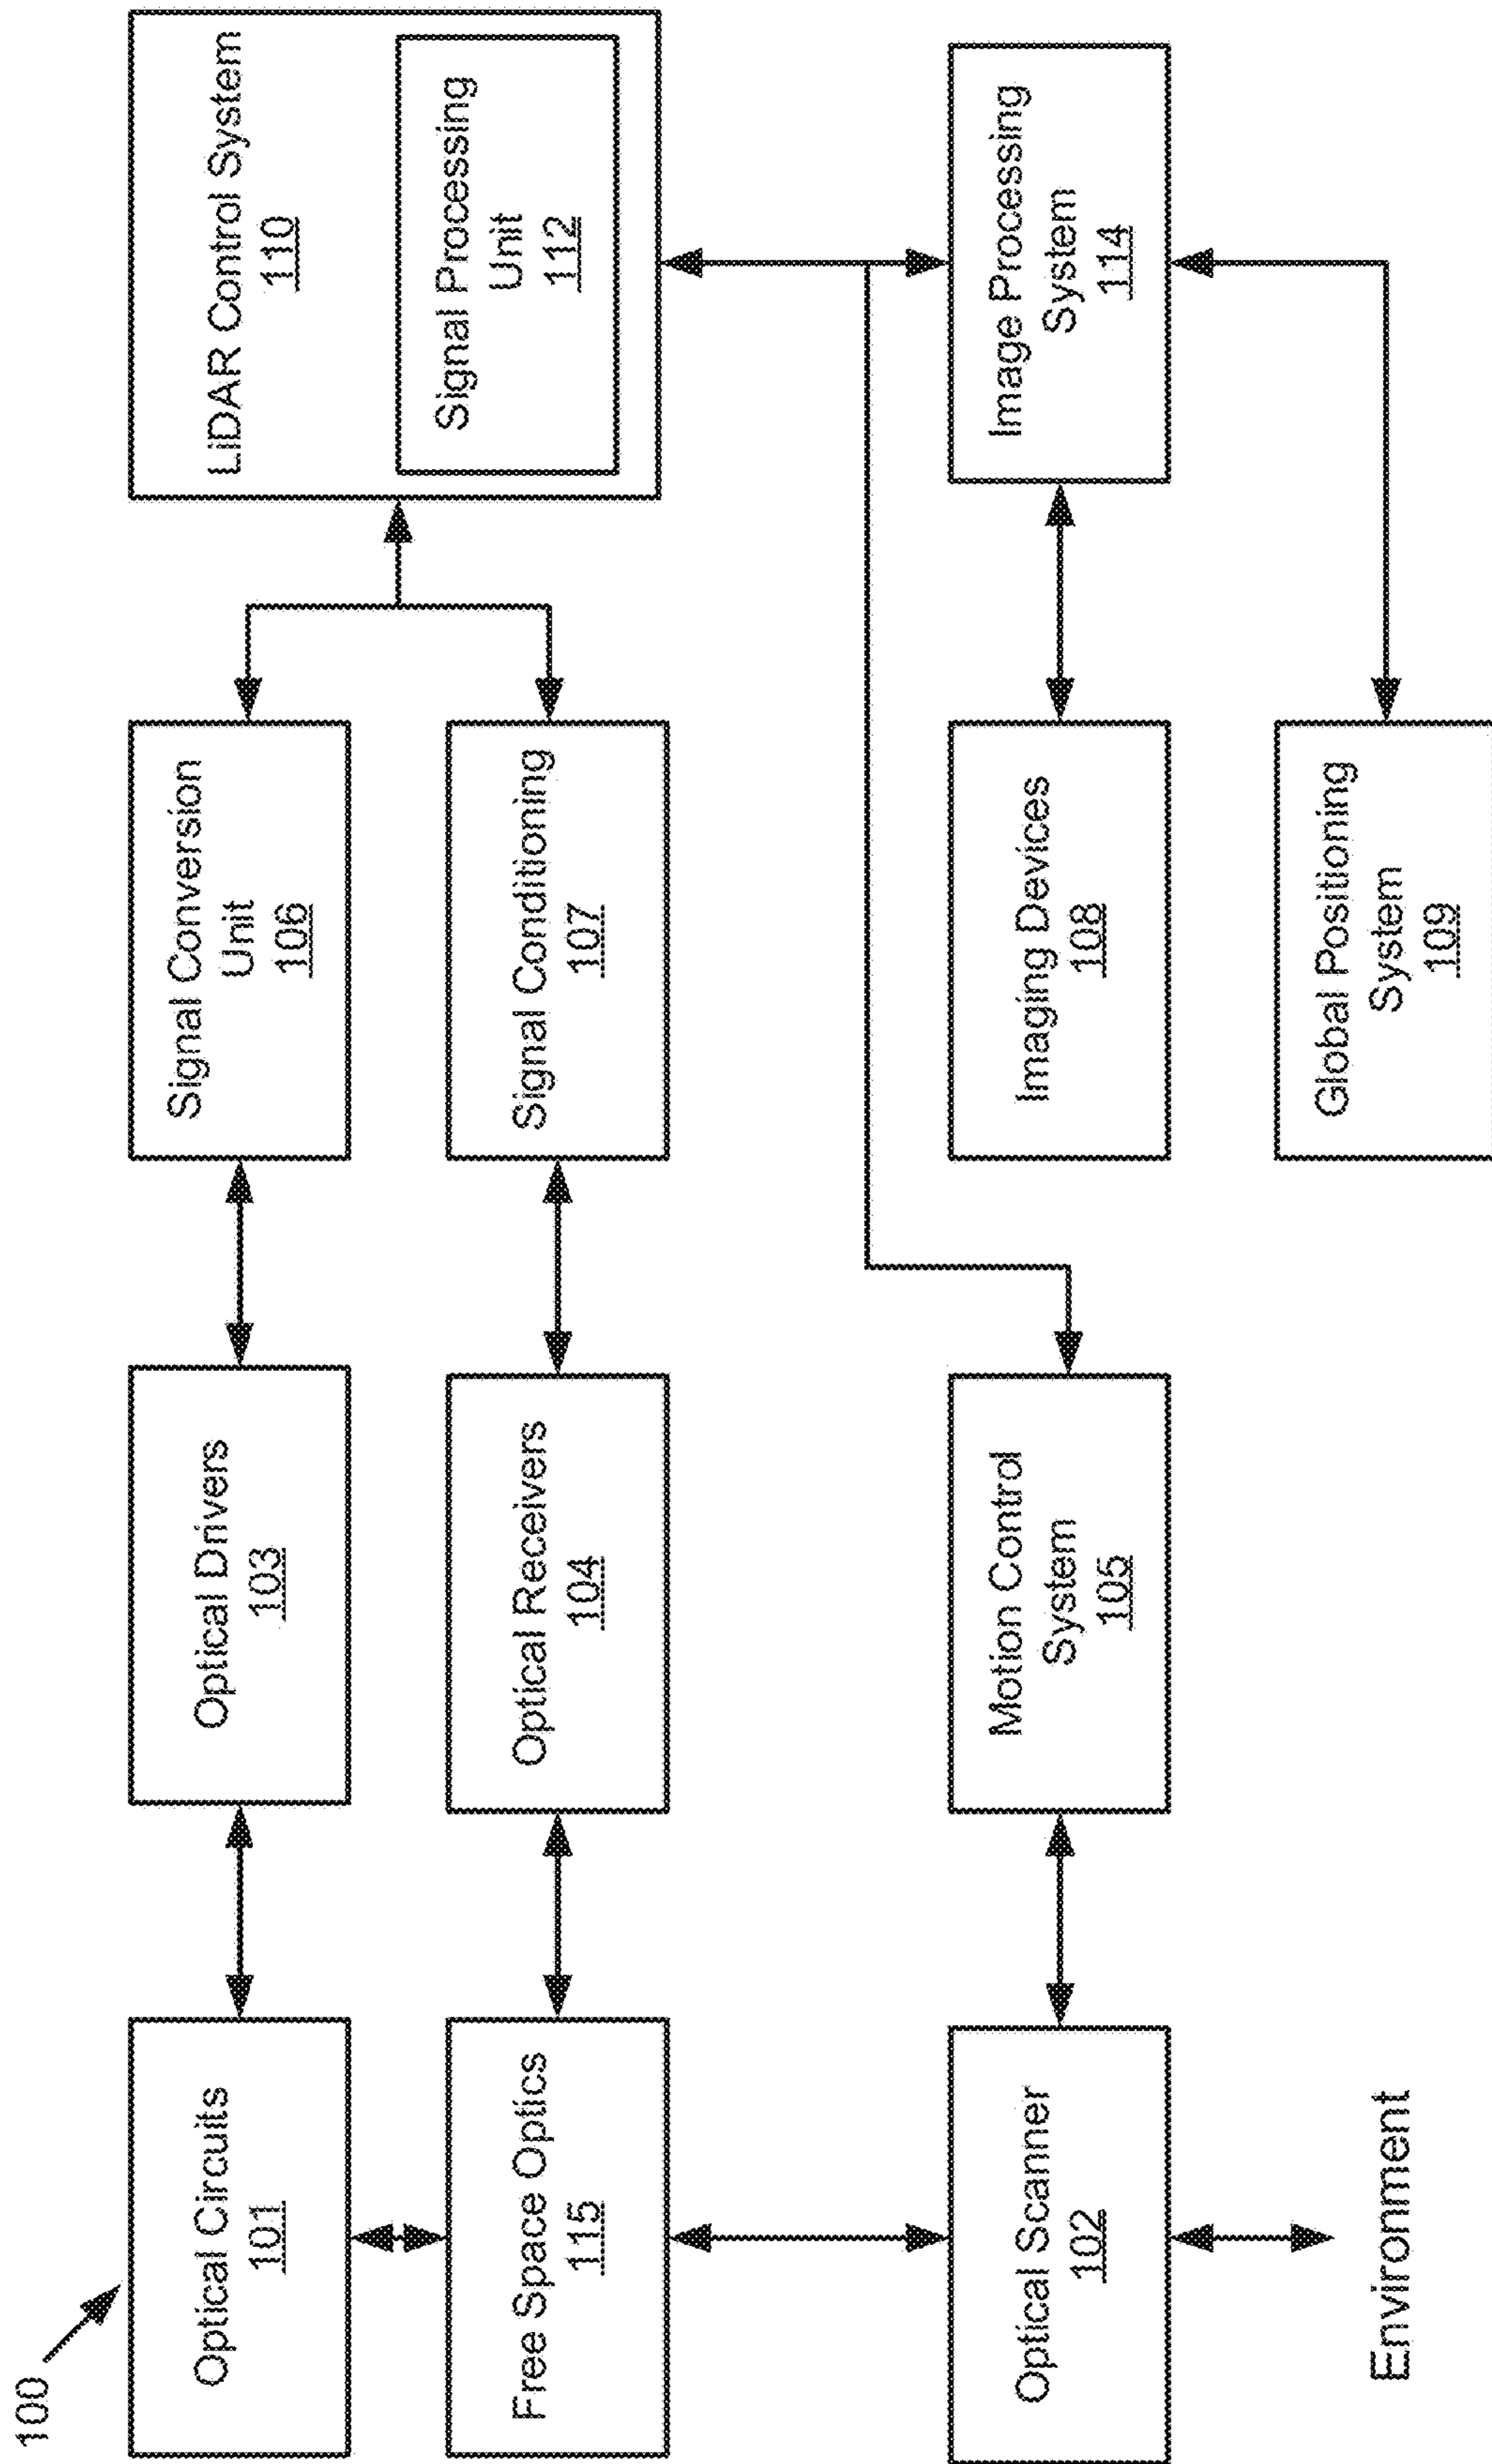 100
Optical Circuits
101
Optical Drivers
103
Signal Conversion
Unit
106
LiDAR Control System
110
Signal Processing
Unit
112
Free Space Optics
115
Optical Receivers
104
Signal Conditioning
107
Optical Scanner
102
Motion Control
System
105
Imaging Devices
108
Image Processing
System
114
Global Positioning
System
109
Environment